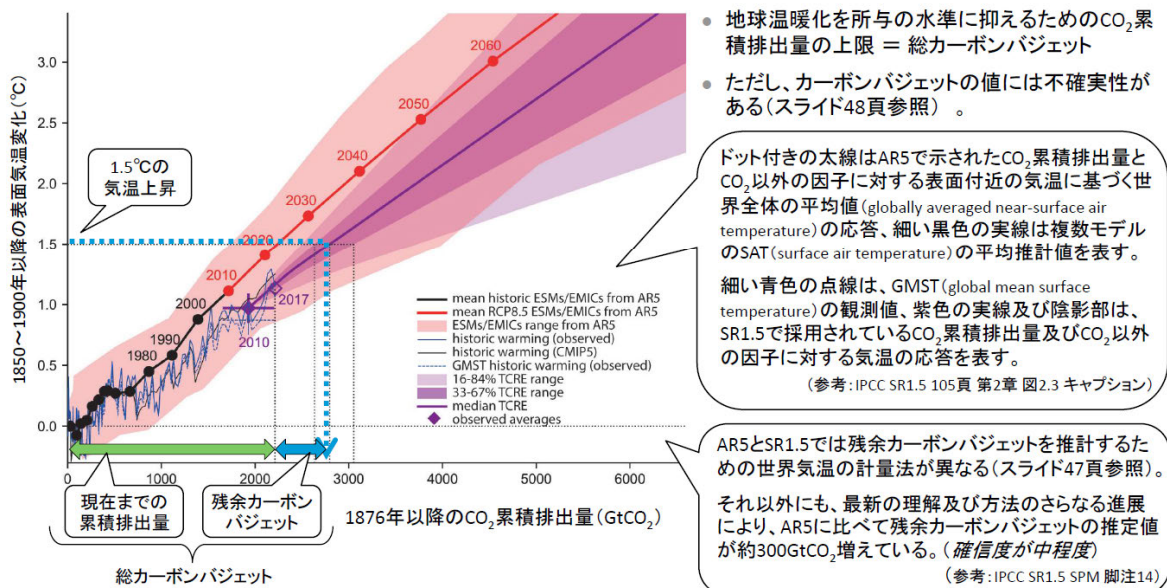 1850～1900年以降の表面気温変化(℃)
3.0
2.5
2.0
1.5
1.0
0.5
0.0
1.5℃の
気温上昇
1980
1990
2000
2010
2020
2030
2040
2050
2060
2017
2010
mean historic ESMs/EMICs from AR5
mean RCP8.5 ESMs/EMICs from AR5
ESMs/EMICs range from AR5
historic warming (observed)
historic warming (CMIP5)
GMST historic warming (observed)
16-84% TCRE range
33-67% TCRE range
median TCRE
observed averages
0
1000
2000
3000
4000
5000
6000
現在までの
累積排出量
残余カーボン
バジェット
1876年以降のCO₂累積排出量(GtCO₂)
総カーボンバジェット
● 地球温暖化を所与の水準に抑えるためのCO₂累
積排出量の上限 ＝ 総カーボンバジェット
● ただし、カーボンバジェットの値には不確実性が
ある(スライド48頁参照) 。
ドット付きの太線はAR5で示されたCO₂累積排出量と
CO₂以外の因子に対する表面付近の気温に基づく世
界全体の平均値(globally averaged near-surface air
temperature)の応答、細い黒色の実線は複数モデル
のSAT(surface air temperature)の平均推計値を表す。
細い青色の点線は、GMST(global mean surface
temperature)の観測値、紫色の実線及び陰影部は、
SR1.5で採用されているCO₂累積排出量及びCO₂以外
の因子に対する気温の応答を表す。
(参考：IPCC SR1.5 105頁 第2章 図2.3 キャプション)
AR5とSR1.5では残余カーボンバジェットを推計するた
めの世界気温の計量法が異なる(スライド47頁参照)。
それ以外にも、最新の理解及び方法のさらなる進展
により、AR5に比べて残余カーボンバジェットの推定値
が約300GtCO₂増えている。(確信度が中程度)
(参考：IPCC SR1.5 SPM 脚注14)